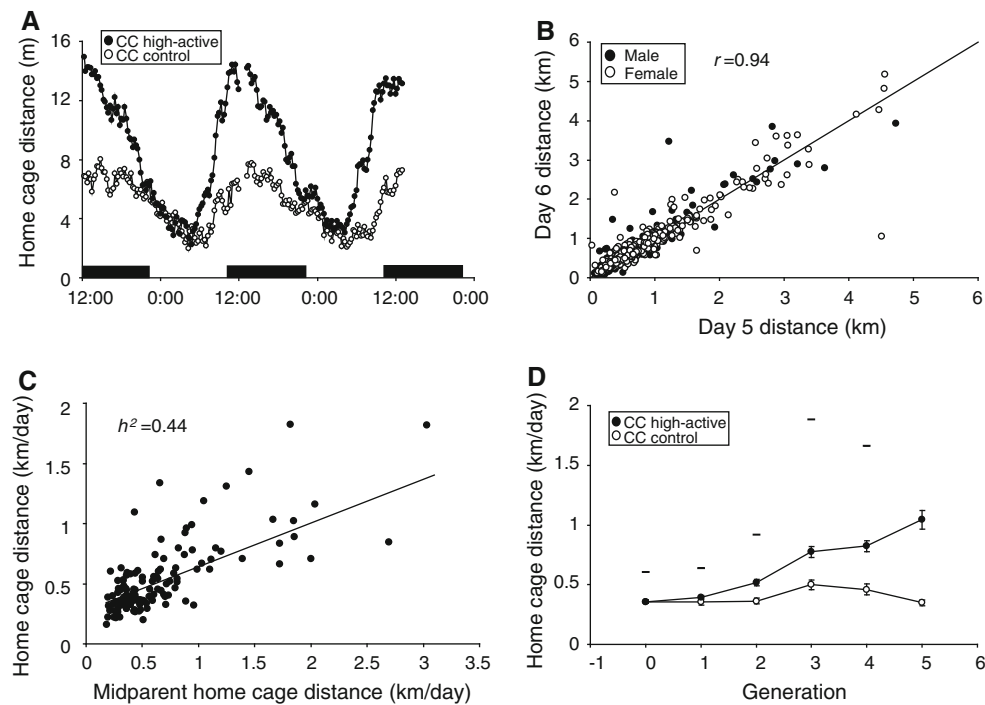 A
CC high-active
CC control
Home cage distance (m)
16
12
8
4
0
12:00 0:00 12:00 0:00 12:00 0:00
B
Male
Female
r=0.94
Day 6 distance (km)
6
5
4
3
2
1
0
0 1 2 3 4 5 6
Day 5 distance (km)
C
h²=0.44
Home cage distance (km/day)
2
1.5
1
0.5
0
0 0.5 1 1.5 2 2.5 3 3.5
Midparent home cage distance (km/day)
D
CC high-active
CC control
Home cage distance (km/day)
2
1.5
1
0.5
0
-1 0 1 2 3 4 5 6
Generation